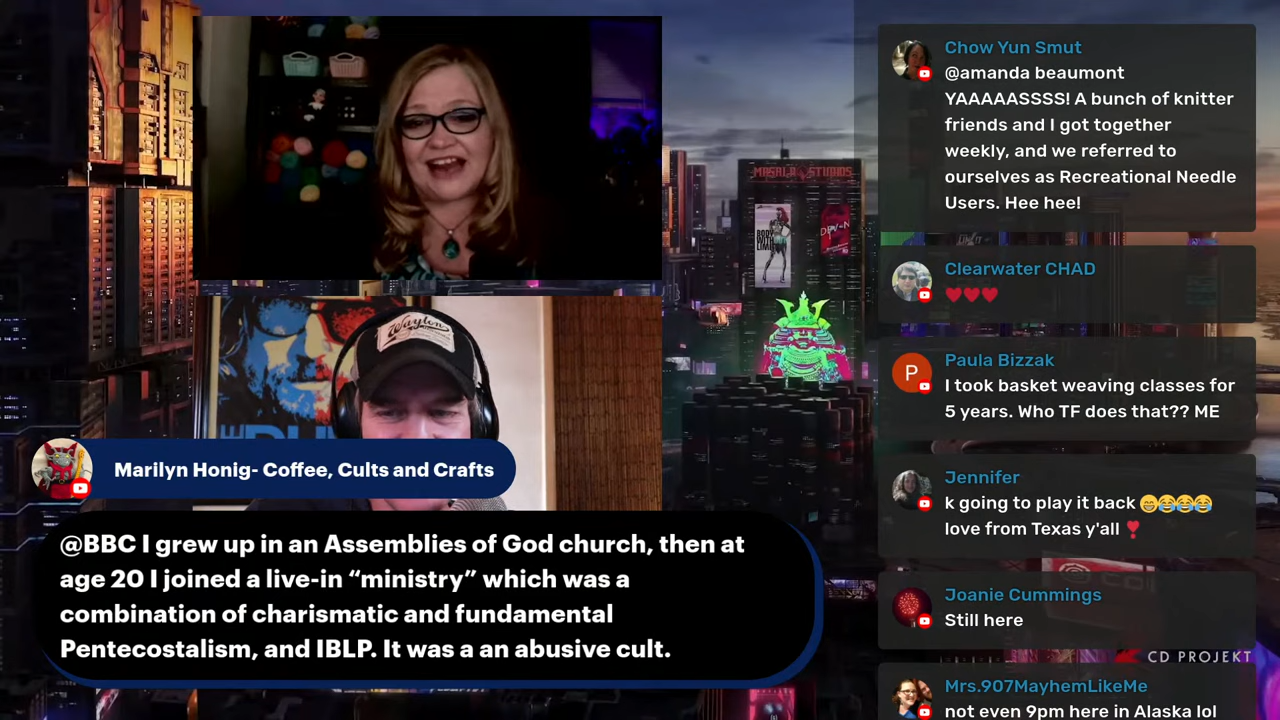 MASALA STUDIOS
BODY
WITH
Waylon
Marilyn Honig- Coffee, Cults and Crafts
@BBC I grew up in an Assemblies of God church, then at
age 20 I joined a live-in “ministry” which was a
combination of charismatic and fundamental
Pentecostalism, and IBLP. It was a an abusive cult.
Chow Yun Smut
@amanda beaumont
YAAAAASSSS! A bunch of knitter
friends and I got together
weekly, and we referred to
ourselves as Recreational Needle
Users. Hee hee!
Clearwater CHAD
♥♥♥
P
Paula Bizzak
I took basket weaving classes for
5 years. Who TF does that?? ME
Jennifer
k going to play it back 😁😂😂😂
love from Texas y'all ❣
Joanie Cummings
Still here
CD PROJEKT
Mrs.907MayhemLikeMe
not even 9pm here in Alaska lol